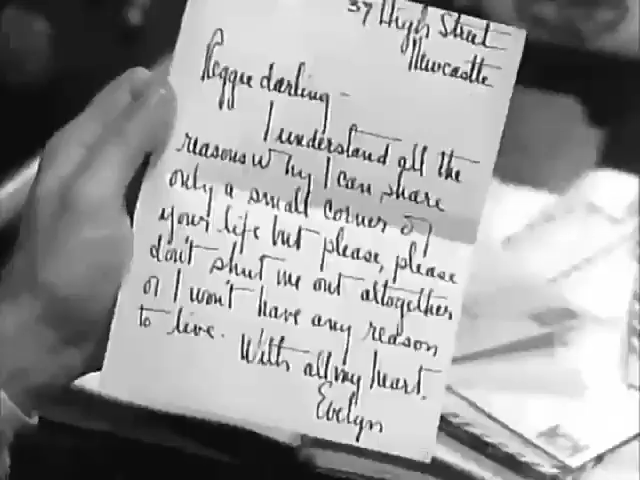 37 High Street
Newcastle
Reggie darling -
I understand all the
reasons why I can share
only a small corner of
your life but please, please
don't shut me out altogether
or I won't have any reason
to live.
With all my heart.
Evelyn